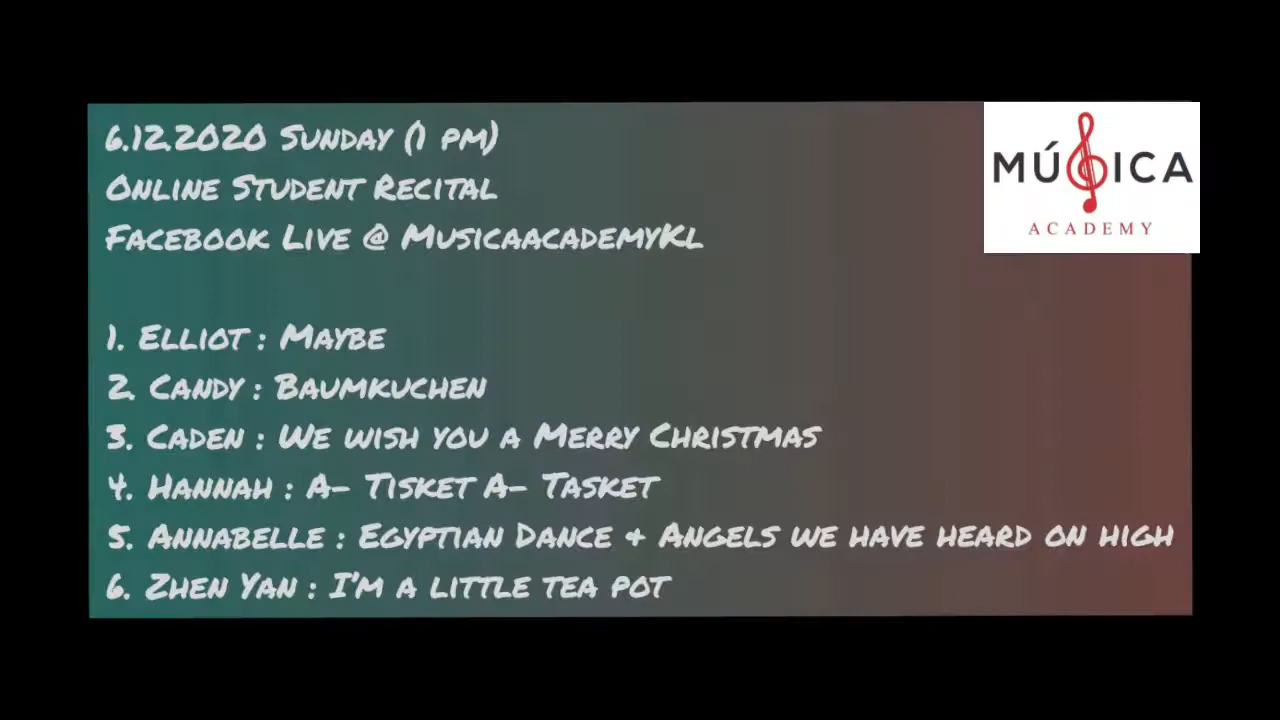 6.12.2020 Sunday (1 pm)
Online Student Recital
Facebook Live @ MusicaacademyKL
MÚSICA
ACADEMY
1. Elliot : Maybe
2. Candy : Baumkuchen
3. Caden : We wish you a Merry Christmas
4. Hannah : A- Tisket A- Tasket
5. Annabelle : Egyptian Dance & Angels we have heard on high
6. Zhen Yan : I'm a little tea pot